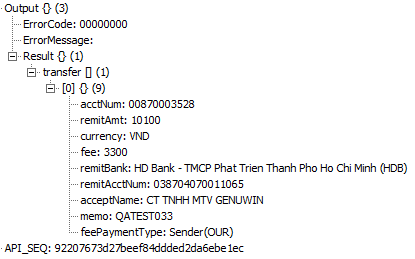 Output {} (3)
ErrorCode: 00000000
ErrorMessage:
Result {} (1)
transfer [] (1)
[0] {} (9)
acctNum: 00870003528
remitAmt: 10100
currency: VND
fee: 3300
remitBank: HD Bank - TMCP Phat Trien Thanh Pho Ho Chi Minh (HDB)
remitAcctNum: 038704070011065
acceptName: CT TNHH MTV GENUWIN
memo: QATEST033
feePaymentType: Sender(OUR)
API_SEQ: 92207673d27beef84ddded2da6ebe1ec